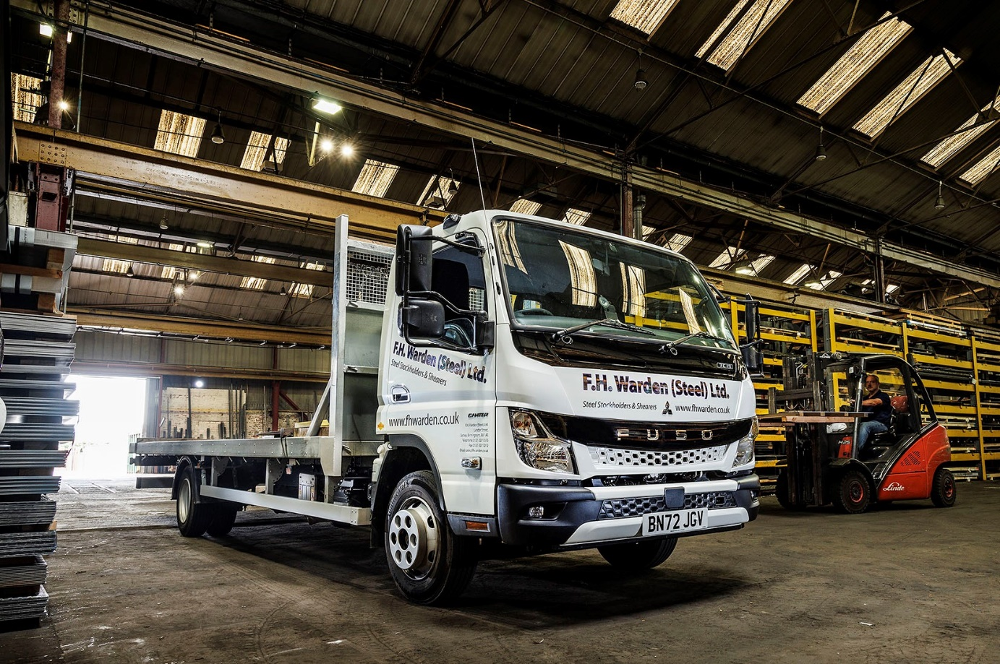 F.H. Warden (Steel) Ltd.
Steel Stockholders & Shearers
www.fhwarden.co.uk
CANTER
F.H. Warden (Steel) Ltd.
Steel Stockholders & Shearers
www.fhwarden.co.uk
FUSO
BN72 JGV
Linde